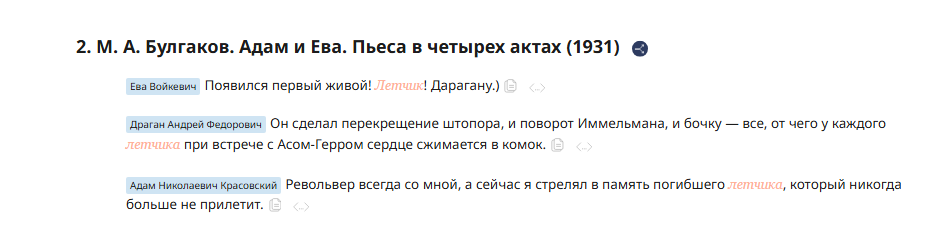 2. М. А. Булгаков. Адам и Ева. Пьеса в четырех актах (1931)
Ева Войкевич Появился первый живой! Летчик! Дарагану.)
Драган Андрей Федорович Он сделал перекрещение штопора, и поворот Иммельмана, и бочку — все, от чего у каждого
летчика при встрече с Асом-Герром сердце сжимается в комок.
Адам Николаевич Красовский Револьвер всегда со мной, а сейчас я стрелял в память погибшего летчика, который никогда
больше не прилетит.